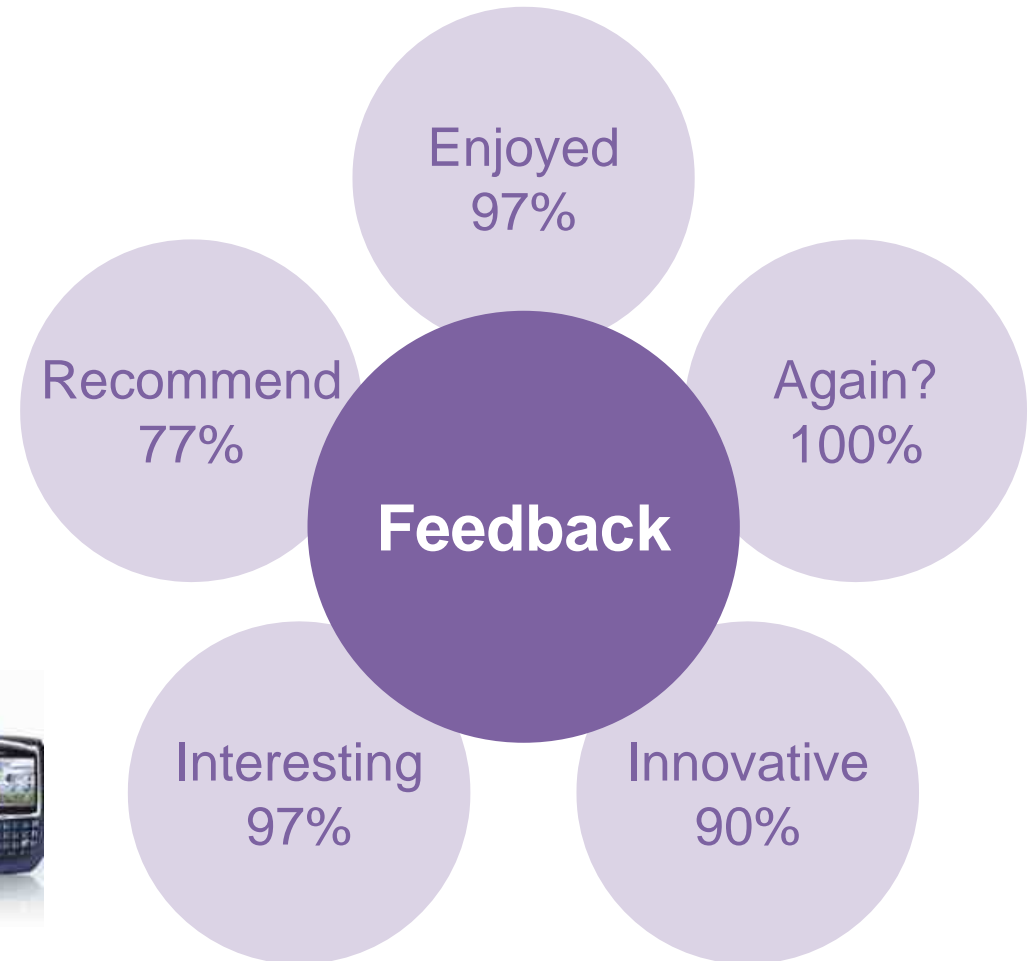 Enjoyed
97%
Recommend
77%
Again?
100%
Feedback
Interesting
97%
Innovative
90%